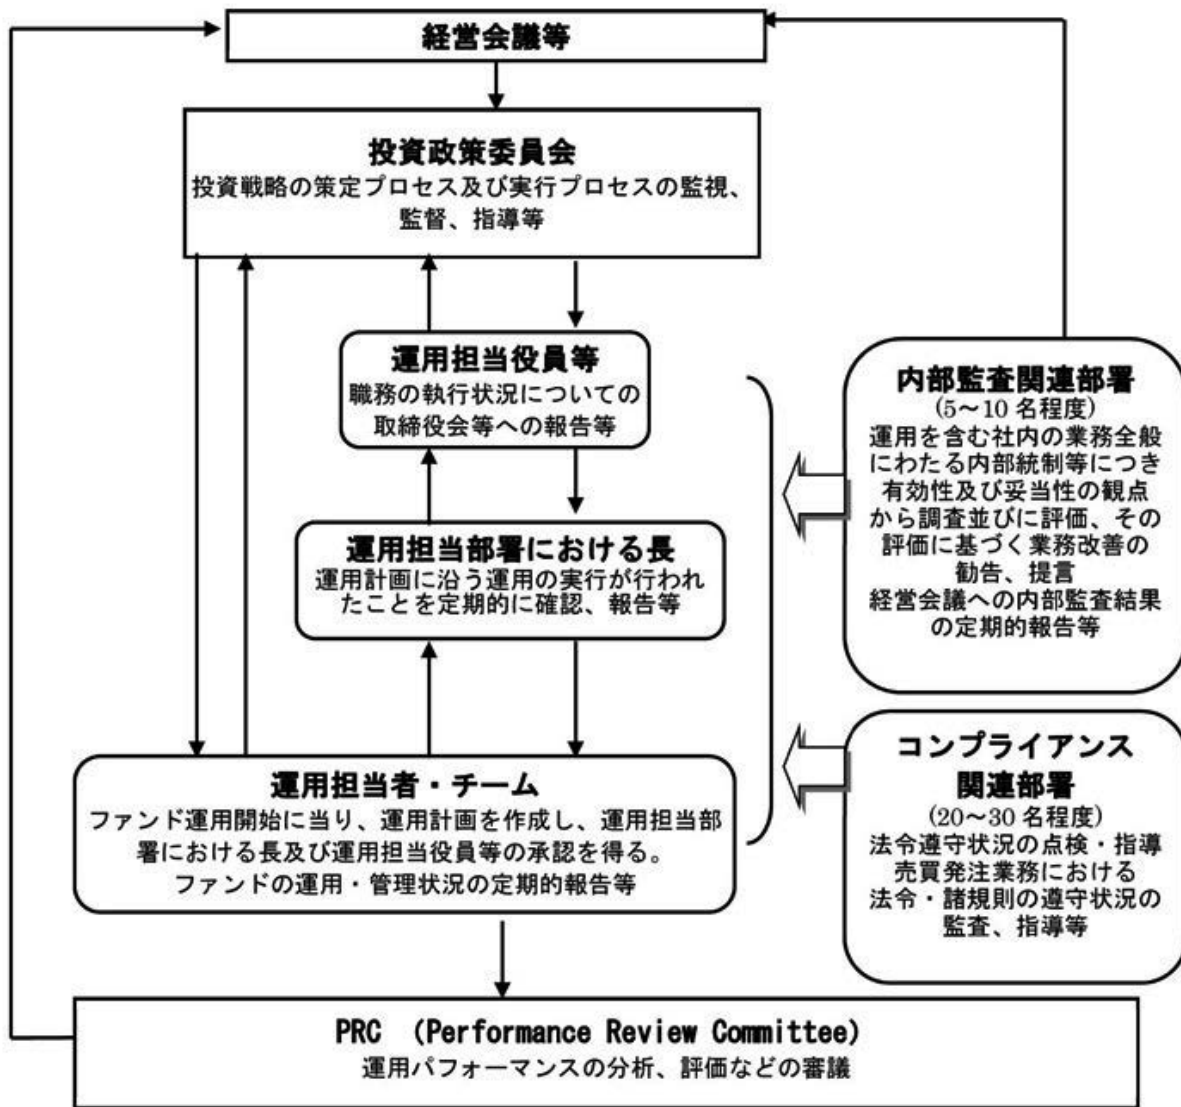 経営会議等
投資政策委員会
投資戦略の策定プロセス及び実行プロセスの監視、
監督、指導等
運用担当役員等
職務の執行状況についての
取締役会等への報告等
運用担当部署における長
運用計画に沿う運用の実行が行われ
たことを定期的に確認、報告等
運用担当者・チーム
ファンド運用開始に当り、運用計画を作成し、運用担当部
署における長及び運用担当役員等の承認を得る。
ファンドの運用・管理状況の定期的報告等
内部監査関連部署
(5～10 名程度)
運用を含む社内の業務全般
にわたる内部統制等につき
有効性及び妥当性の観点
から調査並びに評価、その
評価に基づく業務改善の
勧告、提言
経営会議への内部監査結果
の定期的報告等
コンプライアンス
関連部署
(20～30 名程度)
法令遵守状況の点検・指導
売買発注業務における
法令・諸規則の遵守状況の
監査、指導等
PRC （Performance Review Committee）
運用パフォーマンスの分析、評価などの審議